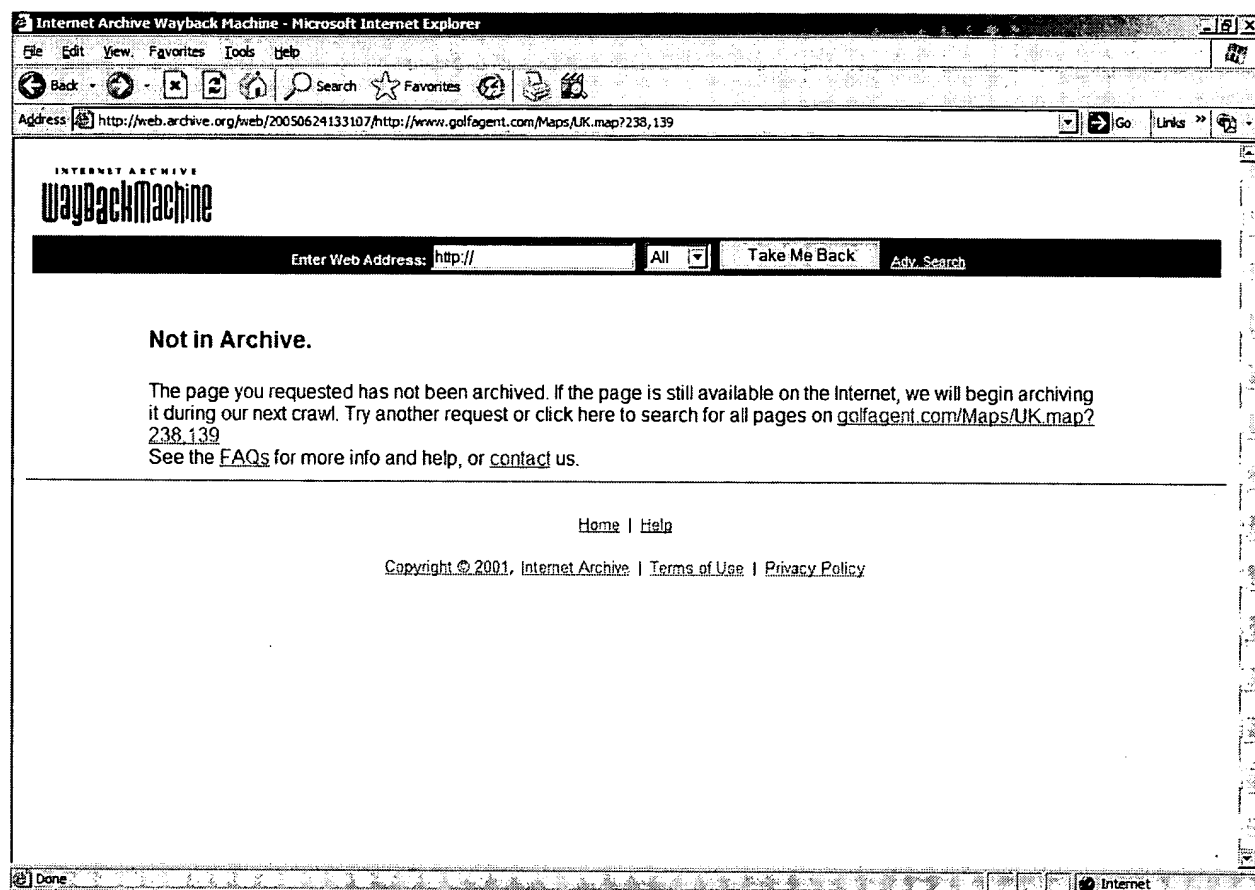 Internet Archive Wayback Machine - Microsoft Internet Explorer
File Edit View Favorites Tools Help
Back Search Favorites
Address http://web.archive.org/web/20050624133107/http://www.golfagent.com/Maps/UK.map?238,139 Go Links »
INTERNET ARCHIVE
WayBackMachine
Enter Web Address: http:// All Take Me Back Adv. Search
Not in Archive.
The page you requested has not been archived. If the page is still available on the Internet, we will begin archiving
it during our next crawl. Try another request or click here to search for all pages on golfagent.com/Maps/UK.map?
238,139
See the FAQs for more info and help, or contact us.
Home | Help
Copyright © 2001, Internet Archive | Terms of Use | Privacy Policy
Done Internet